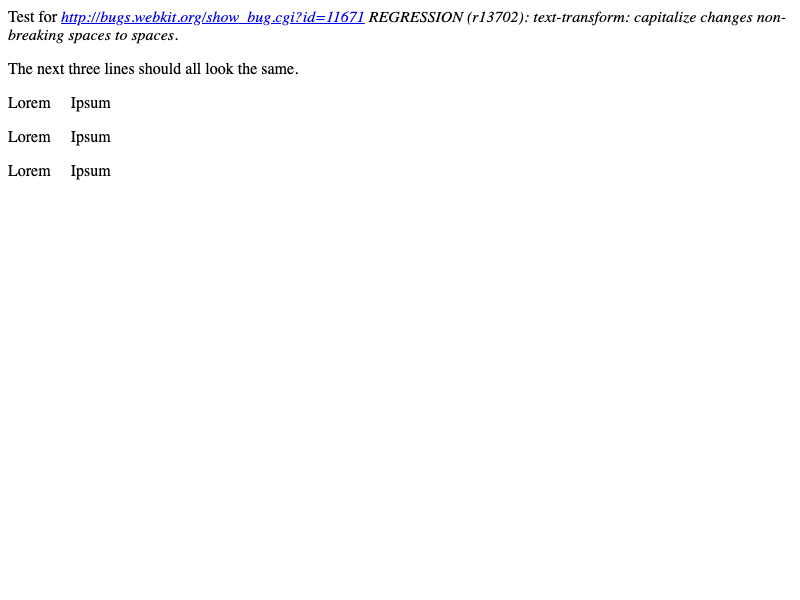 Test for http://bugs.webkit.org/show_bug.cgi?id=11671 REGRESSION (r13702): text-transform: capitalize changes non-
breaking spaces to spaces.
The next three lines should all look the same.
Lorem     Ipsum
Lorem     Ipsum
Lorem     Ipsum